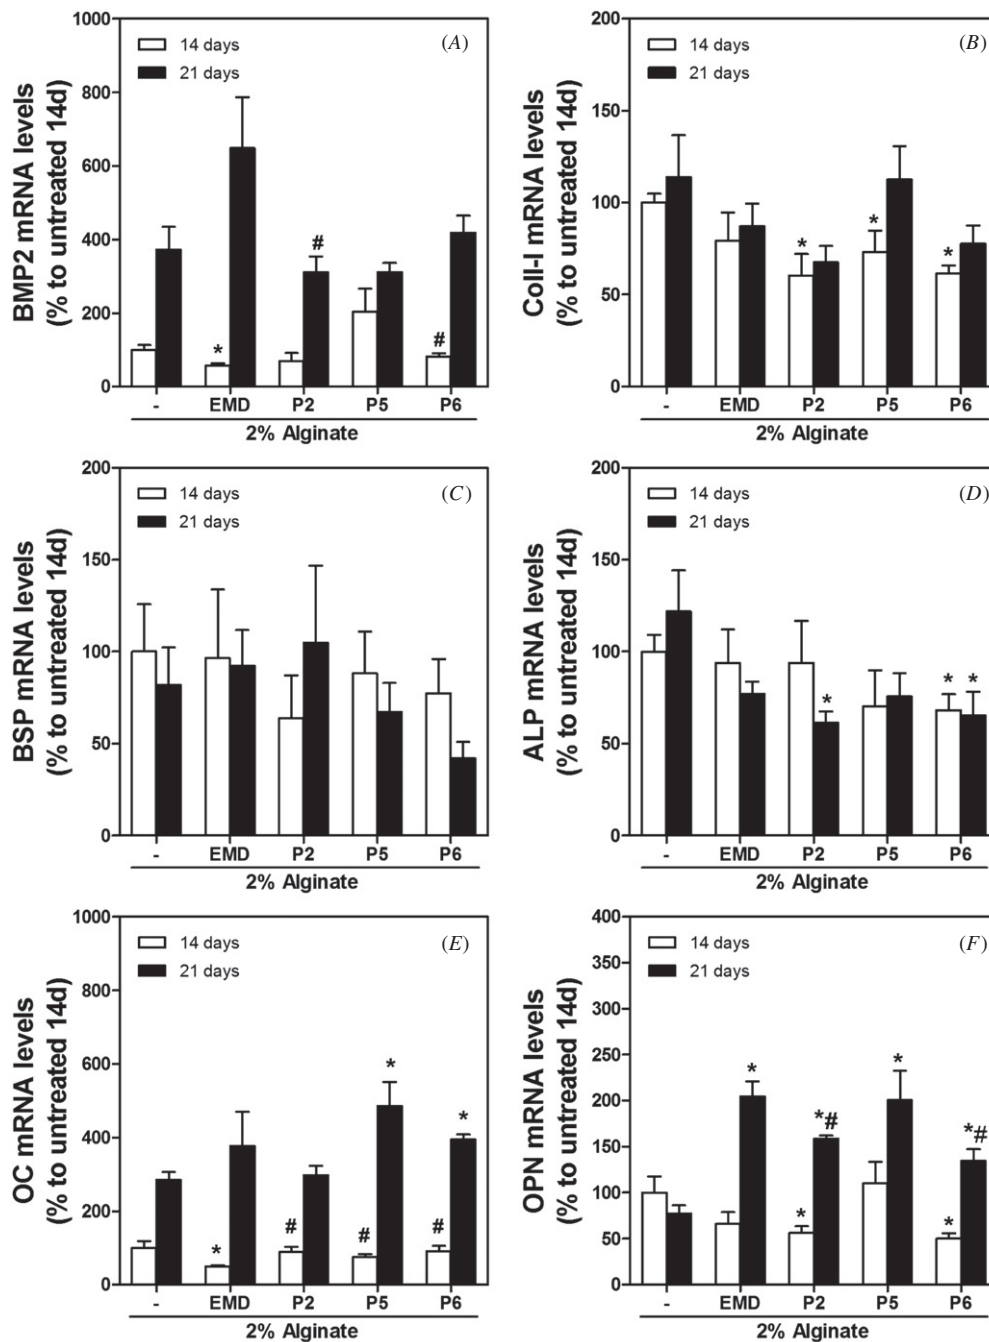 1000
800
600
400
200
0
BMP2 mRNA levels
(% to untreated 14d)
14 days
21 days
(A)
*
#
#
- EMD P2 P5 P6
2% Alginate
200
150
100
50
0
Coll-I mRNA levels
(% to untreated 14d)
14 days
21 days
(B)
* * *
- EMD P2 P5 P6
2% Alginate
200
150
100
50
0
BSP mRNA levels
(% to untreated 14d)
14 days
21 days
(C)
- EMD P2 P5 P6
2% Alginate
200
150
100
50
0
ALP mRNA levels
(% to untreated 14d)
14 days
21 days
(D)
* * *
- EMD P2 P5 P6
2% Alginate
1000
800
600
400
200
0
OC mRNA levels
(% to untreated 14d)
14 days
21 days
(E)
* # # * # *
- EMD P2 P5 P6
2% Alginate
400
350
300
250
200
150
100
50
0
OPN mRNA levels
(% to untreated 14d)
14 days
21 days
(F)
* * *# * * *#
- EMD P2 P5 P6
2% Alginate